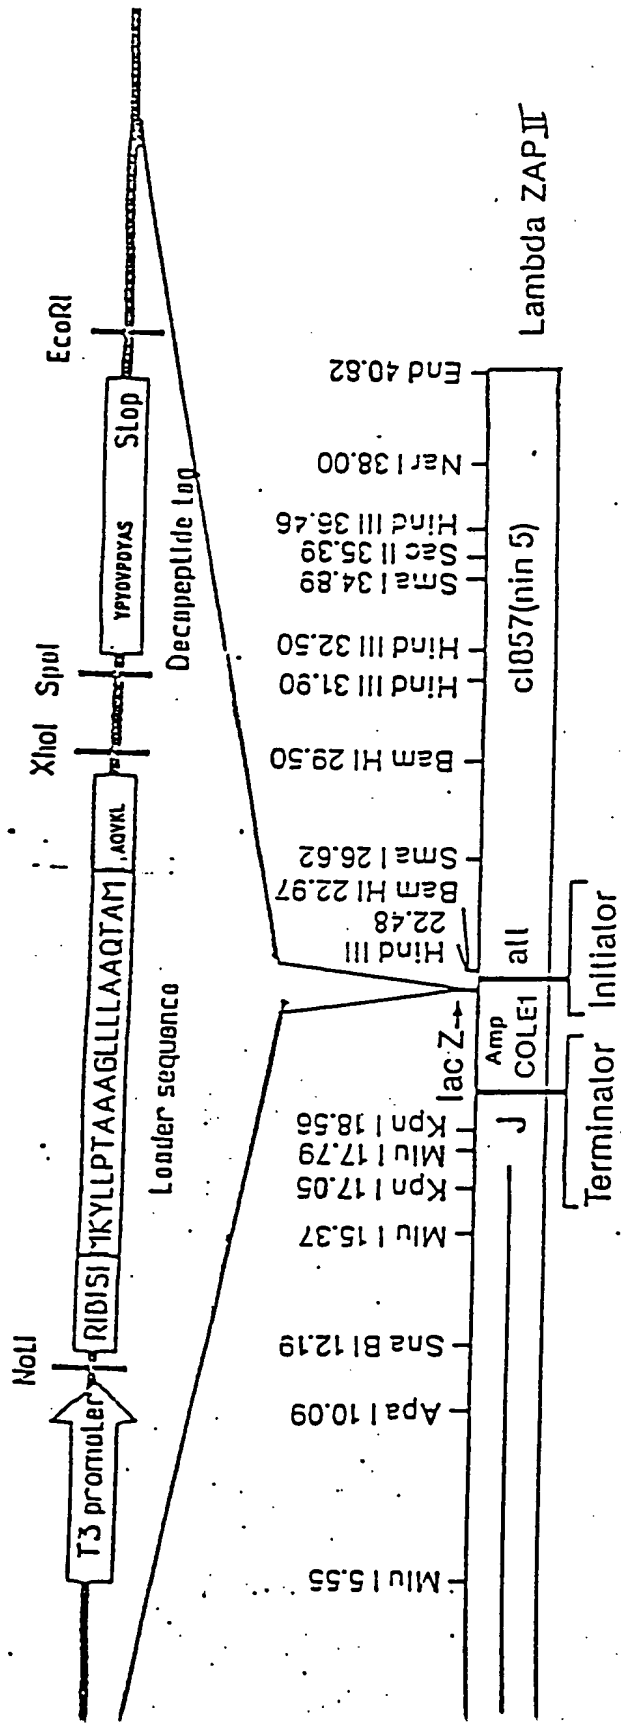 NotI
XhoI SpeI
EcoRI
T3 promoter
RIBISI
MKYLLPTAAAGLLLLAAQTAM
,AQVKL
YPYDVPDYAS
Stop
Leader sequence
Decapeptide tag
Mlu I 5.55
Apa I 10.09
Sna BI 12.19
Mlu I 15.37
Kpn I 17.05
Mlu I 17.79
Kpn I 18.56
lac Z→
Hind III
22.48
Bam HI 22.97
Sma I 26.62
Bam HI 29.50
Hind III 31.90
Hind III 32.50
Sma I 34.89
Sac II 35.39
Hind III 36.46
Nar I 38.00
End 40.82
J
Amp
COLE1
att
cI857(nin 5)
Lambda ZAP II
Terminator
Initiator